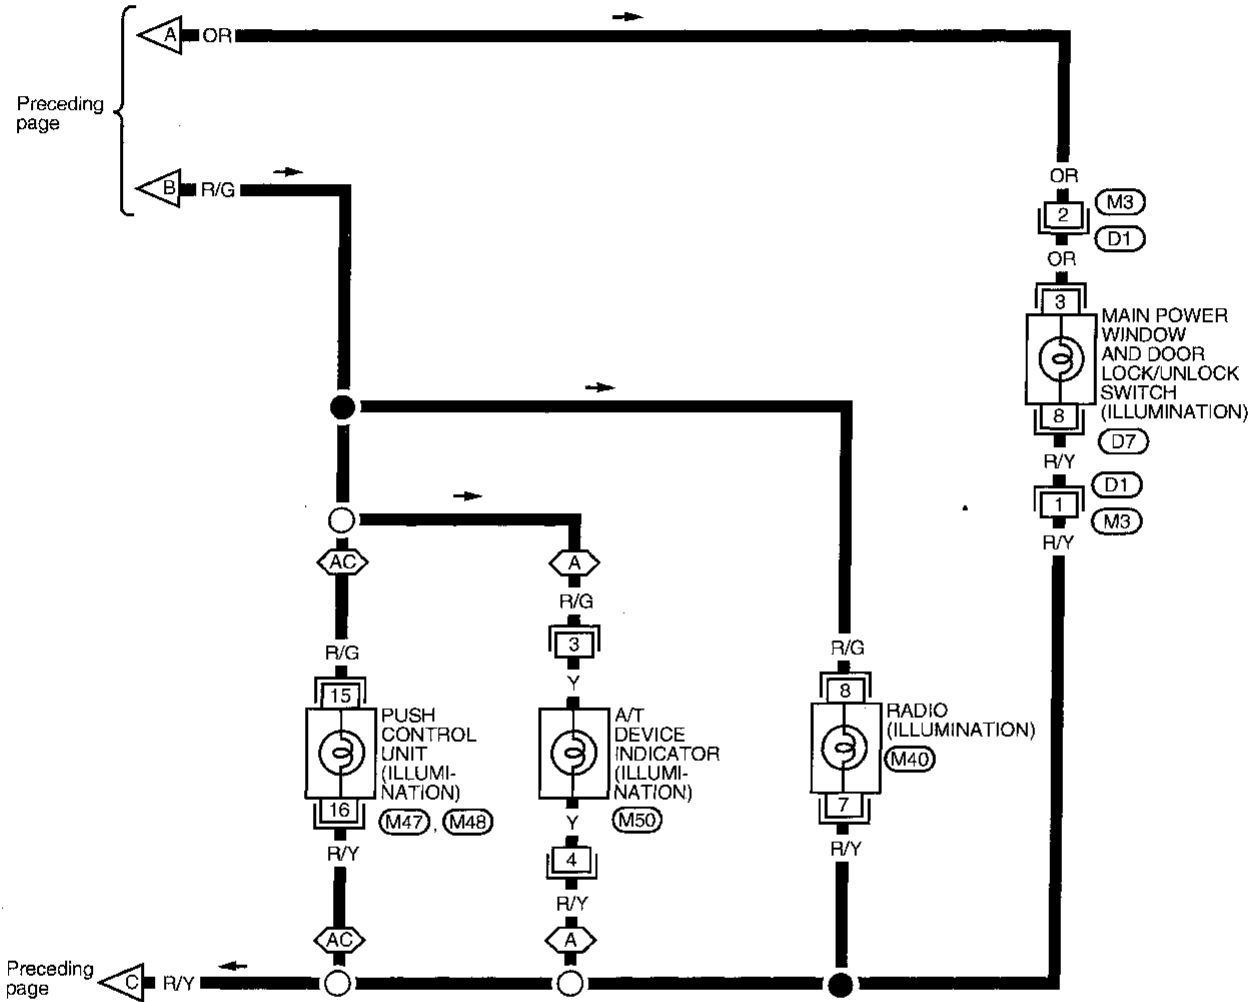 A OR
Preceding
page
B R/G
OR
2 M3
D1
OR
3
MAIN POWER
WINDOW
AND DOOR
LOCK/UNLOCK
SWITCH
(ILLUMINATION)
8
D7
R/Y
D1
1
M3
R/Y
AC
A
R/G
3
Y
R/G
15
PUSH
CONTROL
UNIT
(ILLUMI-
NATION)
16
M47 , M48
R/Y
AC
A/T
DEVICE
INDICATOR
(ILLUMI-
NATION)
M50
Y
4
R/Y
A
R/G
8
RADIO
(ILLUMINATION)
M40
7
R/Y
Preceding
page
C R/Y